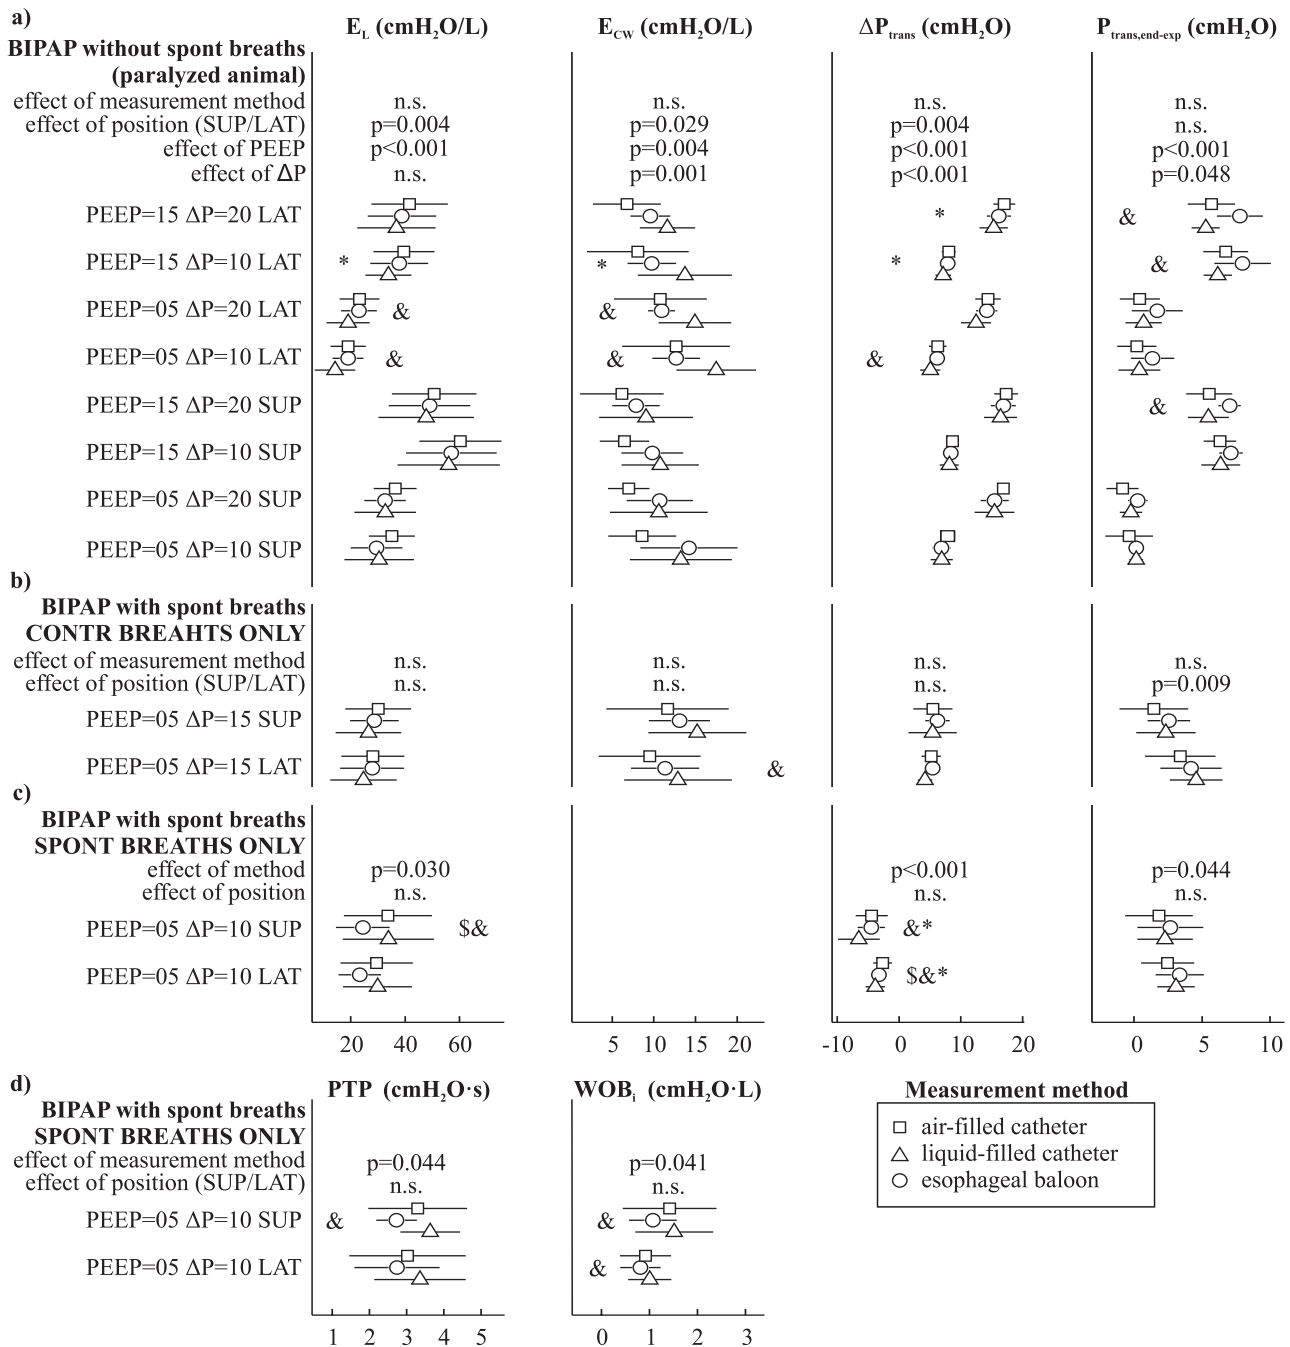 a)
E_L (cmH₂O/L) E_CW (cmH₂O/L) ΔP_trans (cmH₂O) P_trans,end-exp (cmH₂O)
BIPAP without spont breaths
(paralyzed animal)
effect of measurement method n.s. n.s. n.s. n.s.
effect of position (SUP/LAT) p=0.004 p=0.029 p=0.004 n.s.
effect of PEEP p<0.001 p=0.004 p<0.001 p<0.001
effect of ΔP n.s. p=0.001 p<0.001 p=0.048
PEEP=15 ΔP=20 LAT * &
PEEP=15 ΔP=10 LAT * * * &
PEEP=05 ΔP=20 LAT & &
PEEP=05 ΔP=10 LAT & & &
PEEP=15 ΔP=20 SUP &
PEEP=15 ΔP=10 SUP
PEEP=05 ΔP=20 SUP
PEEP=05 ΔP=10 SUP
b)
BIPAP with spont breaths
CONTR BREAHTS ONLY
effect of measurement method n.s. n.s. n.s. n.s.
effect of position (SUP/LAT) n.s. n.s. n.s. p=0.009
PEEP=05 ΔP=15 SUP
PEEP=05 ΔP=15 LAT &
c)
BIPAP with spont breaths
SPONT BREATHS ONLY
effect of method p=0.030 p<0.001 p=0.044
effect of position n.s. n.s. n.s.
PEEP=05 ΔP=10 SUP $& &*
PEEP=05 ΔP=10 LAT $&*
20 40 60 5 10 15 20 -10 0 10 20 0 5 10
d)
PTP (cmH₂O·s) WOB_i (cmH₂O·L) Measurement method
BIPAP with spont breaths
SPONT BREATHS ONLY
effect of measurement method p=0.044 p=0.041
effect of position (SUP/LAT) n.s. n.s.
PEEP=05 ΔP=10 SUP & &
PEEP=05 ΔP=10 LAT &
1 2 3 4 5 0 1 2 3
air-filled catheter
liquid-filled catheter
esophageal baloon